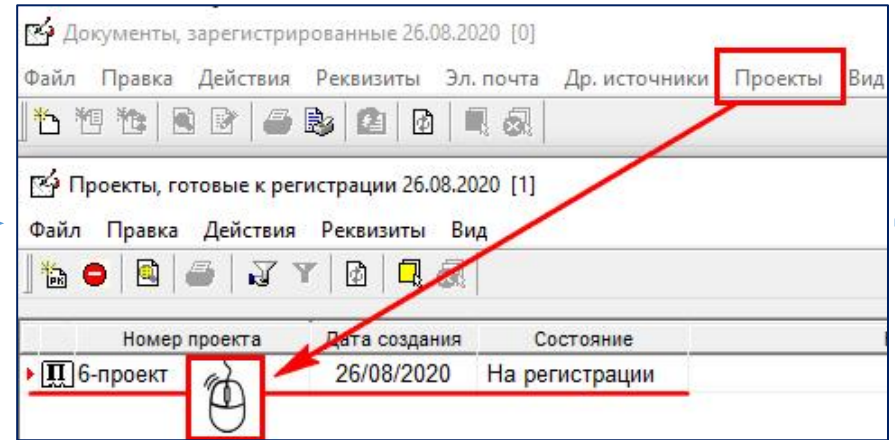 Документы, зарегистрированные 26.08.2020 [0]
Файл Правка Действия Реквизиты Эл. почта Др. источники Проекты Вид
Проекты, готовые к регистрации 26.08.2020 [1]
Файл Правка Действия Реквизиты Вид
РК
Номер проекта Дата создания Состояние
П 6-проект 26/08/2020 На регистрации